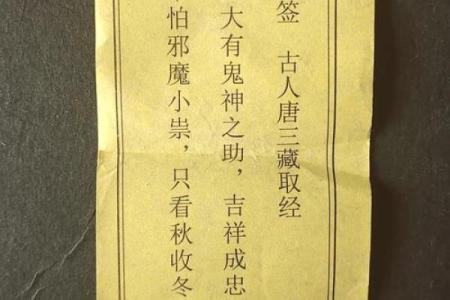 签 古人唐三藏取经
大有鬼神之助，吉祥成忠
怕邪魔小祟，只看秋收冬